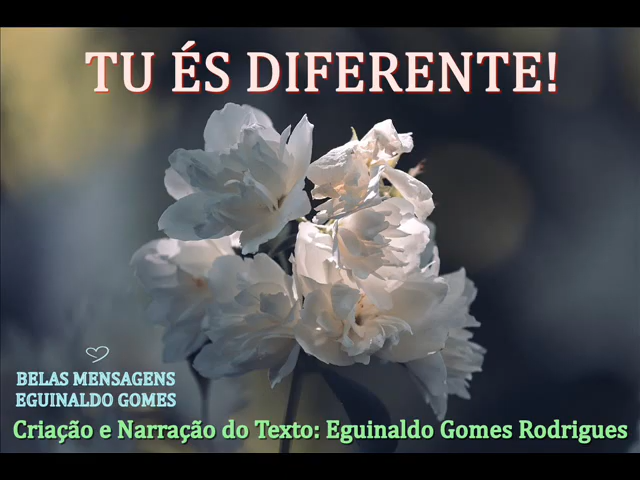 TU ÉS DIFERENTE!
BELAS MENSAGENS
EGUINALDO GOMES
Criação e Narração do Texto: Eguinaldo Gomes Rodrigues